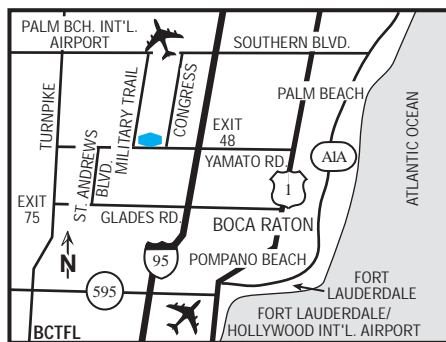 PALM BCH. INT'L.
AIRPORT
SOUTHERN BLVD.
TURNPIKE
MILITARY TRAIL
CONGRESS
PALM BEACH
EXIT
48
YAMATO RD.
A1A
ATLANTIC OCEAN
ST. ANDREWS
BLVD.
EXIT
75
GLADES RD.
1
BOCA RATON
N
95
POMPANO BEACH
595
FORT
LAUDERDALE
FORT LAUDERDALE/
HOLLYWOOD INT'L. AIRPORT
BCTFL